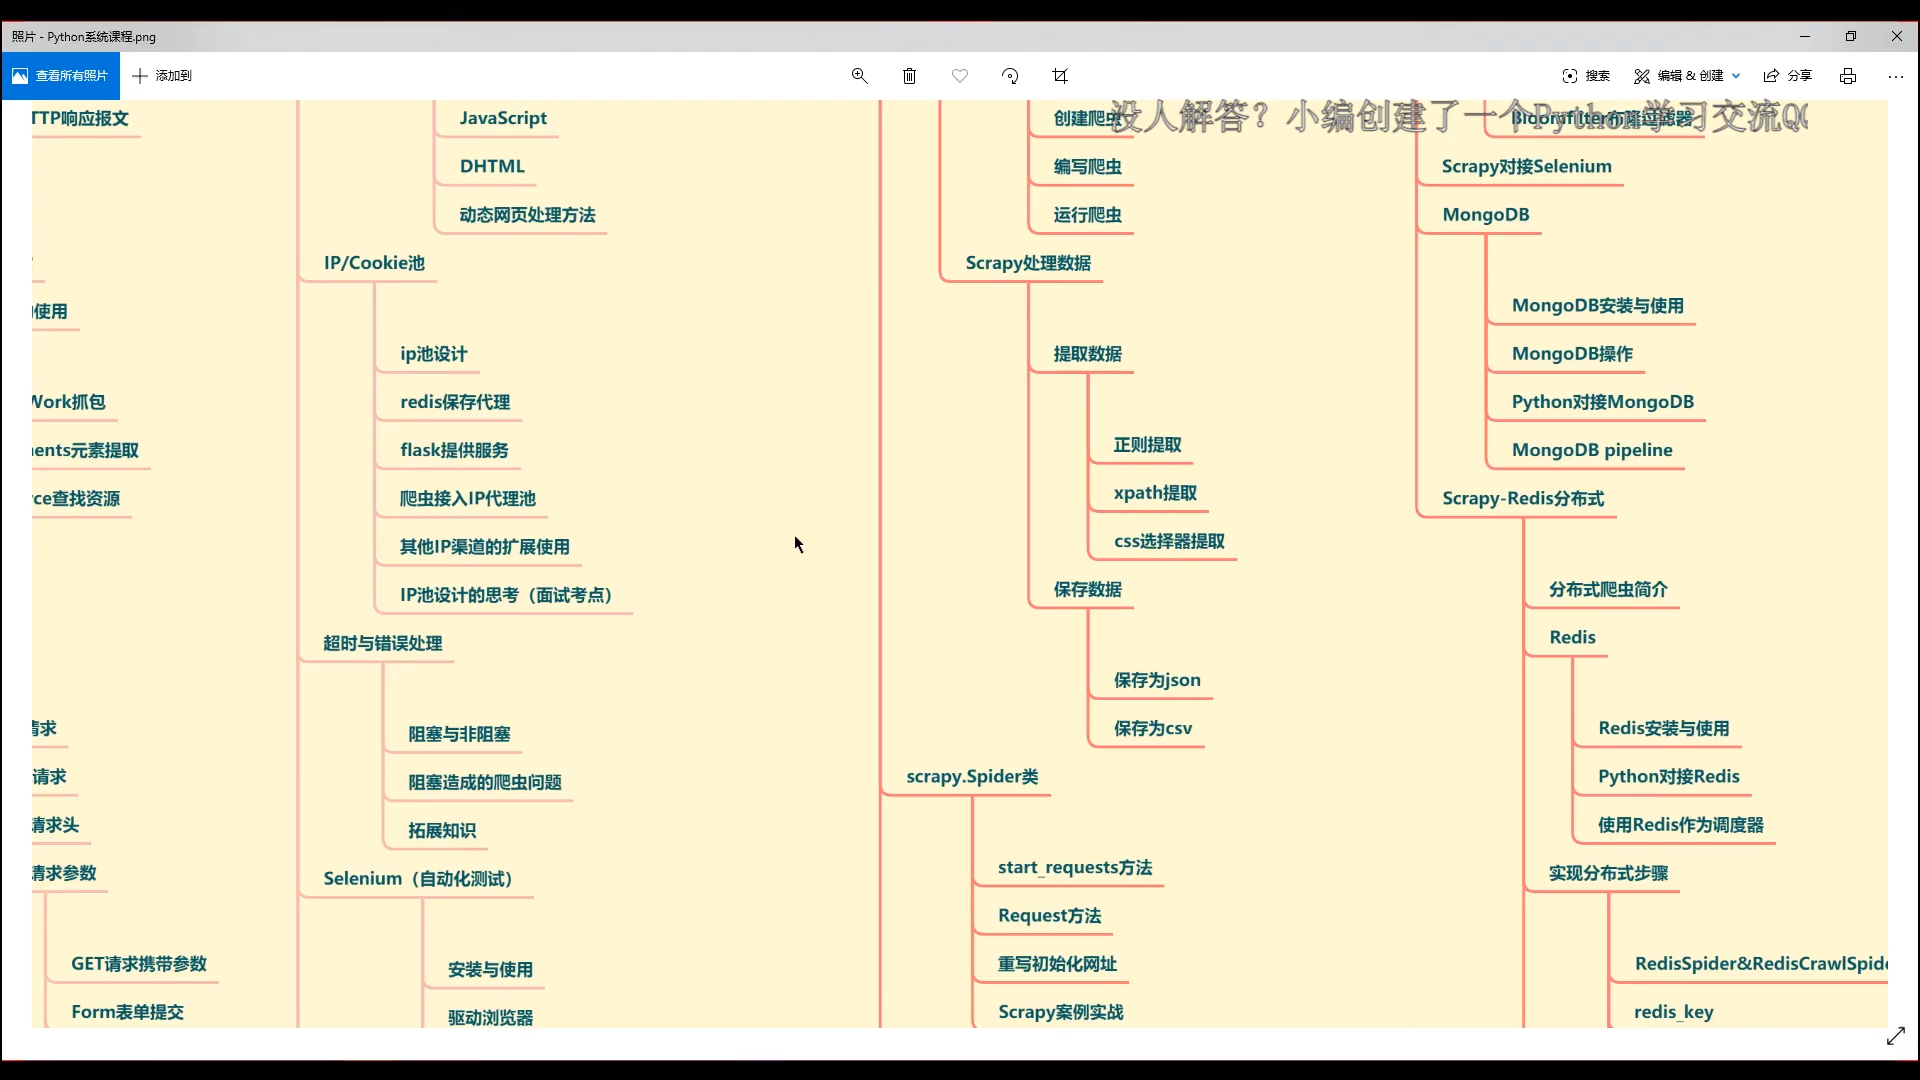 照片 - Python系统课程.png
查看所有照片
添加到
搜索
编辑 & 创建
分享
没人解答？小编创建了一个Python学习交流QQ
TTP响应报文
使用
Work抓包
ents元素提取
rce查找资源
请求
请求
请求头
请求参数
GET请求携带参数
Form表单提交
JavaScript
DHTML
动态网页处理方法
IP/Cookie池
ip池设计
redis保存代理
flask提供服务
爬虫接入IP代理池
其他IP渠道的扩展使用
IP池设计的思考（面试考点）
超时与错误处理
阻塞与非阻塞
阻塞造成的爬虫问题
拓展知识
Selenium（自动化测试）
安装与使用
驱动浏览器
创建爬虫
编写爬虫
运行爬虫
Scrapy处理数据
提取数据
正则提取
xpath提取
css选择器提取
保存数据
保存为json
保存为csv
scrapy.Spider类
start_requests方法
Request方法
重写初始化网址
Scrapy案例实战
Bloomfilter布隆过滤器
Scrapy对接Selenium
MongoDB
MongoDB安装与使用
MongoDB操作
Python对接MongoDB
MongoDB pipeline
Scrapy-Redis分布式
分布式爬虫简介
Redis
Redis安装与使用
Python对接Redis
使用Redis作为调度器
实现分布式步骤
RedisSpider&RedisCrawlSpide
redis_key